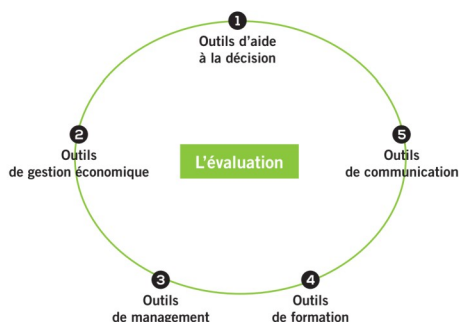 1
Outils d'aide
à la décision
2
Outils
de gestion économique
L'évaluation
5
Outils
de communication
3
Outils
de management
4
Outils
de formation